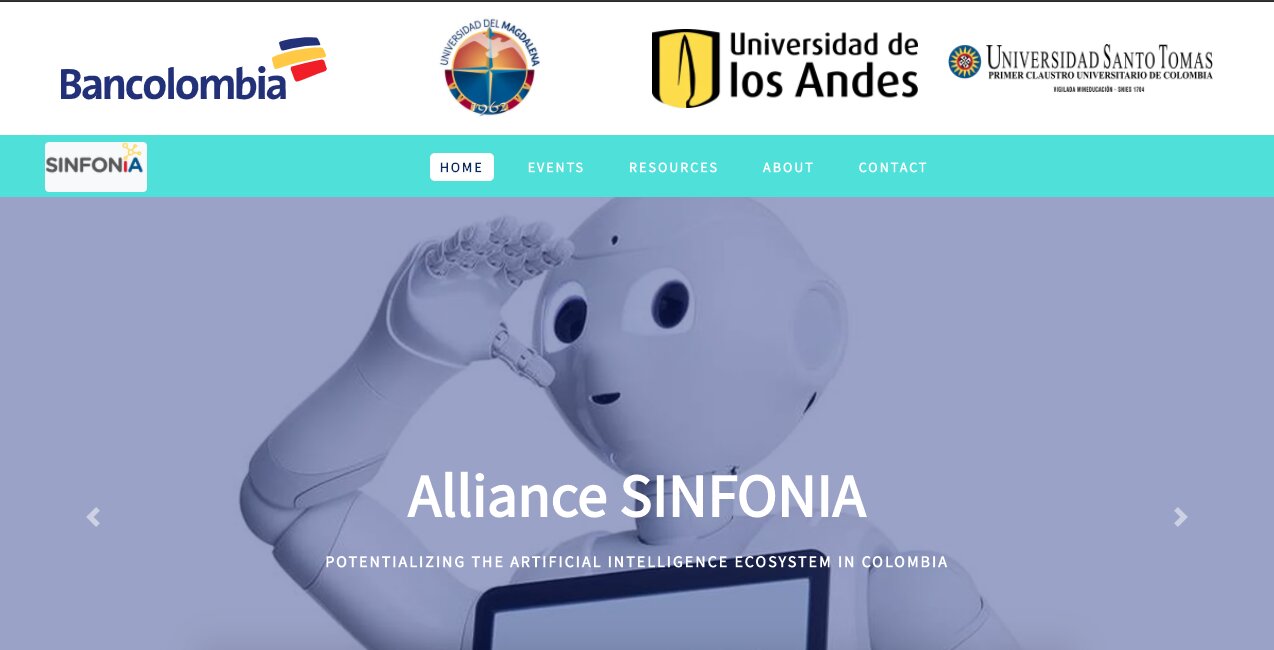 Bancolombia
UNIVERSIDAD DEL MAGDALENA
1962
Universidad de
los Andes
UNIVERSIDAD SANTO TOMAS
PRIMER CLAUSTRO UNIVERSITARIO DE COLOMBIA
VIGILADA MINEDUCACIÓN - SNIES 1704
SINFONiA
HOME
EVENTS
RESOURCES
ABOUT
CONTACT
Alliance SINFONIA
POTENTIALIZING THE ARTIFICIAL INTELLIGENCE ECOSYSTEM IN COLOMBIA